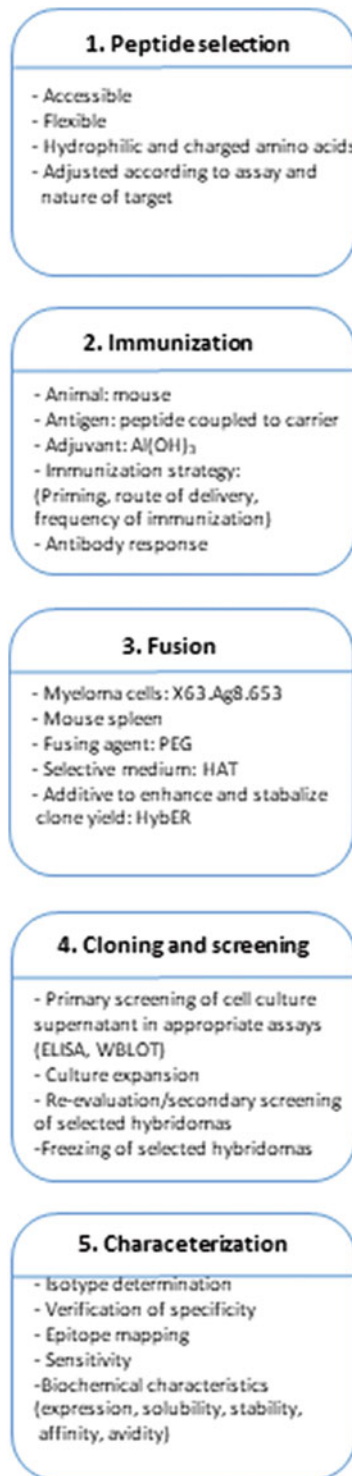 1. Peptide selection
- Accessible
- Flexible
- Hydrophilic and charged amino acids
- Adjusted according to assay and
nature of target
2. Immunization
- Animal: mouse
- Antigen: peptide coupled to carrier
- Adjuvant: Al(OH)₃
- Immunization strategy:
(Priming, route of delivery,
frequency of immunization)
- Antibody response
3. Fusion
- Myeloma cells: X63.Ag8.653
- Mouse spleen
- Fusing agent: PEG
- Selective medium: HAT
- Additive to enhance and stabalize
clone yield: HybER
4. Cloning and screening
- Primary screening of cell culture
supernatant in appropriate assays
(ELISA, WBLOT)
- Culture expansion
- Re-evaluation/secondary screening
of selected hybridomas
-Freezing of selected hybridomas
5. Characeterization
- Isotype determination
- Verification of specificity
- Epitope mapping
- Sensitivity
-Biochemical characteristics
(expression, solubility, stability,
affinity, avidity)